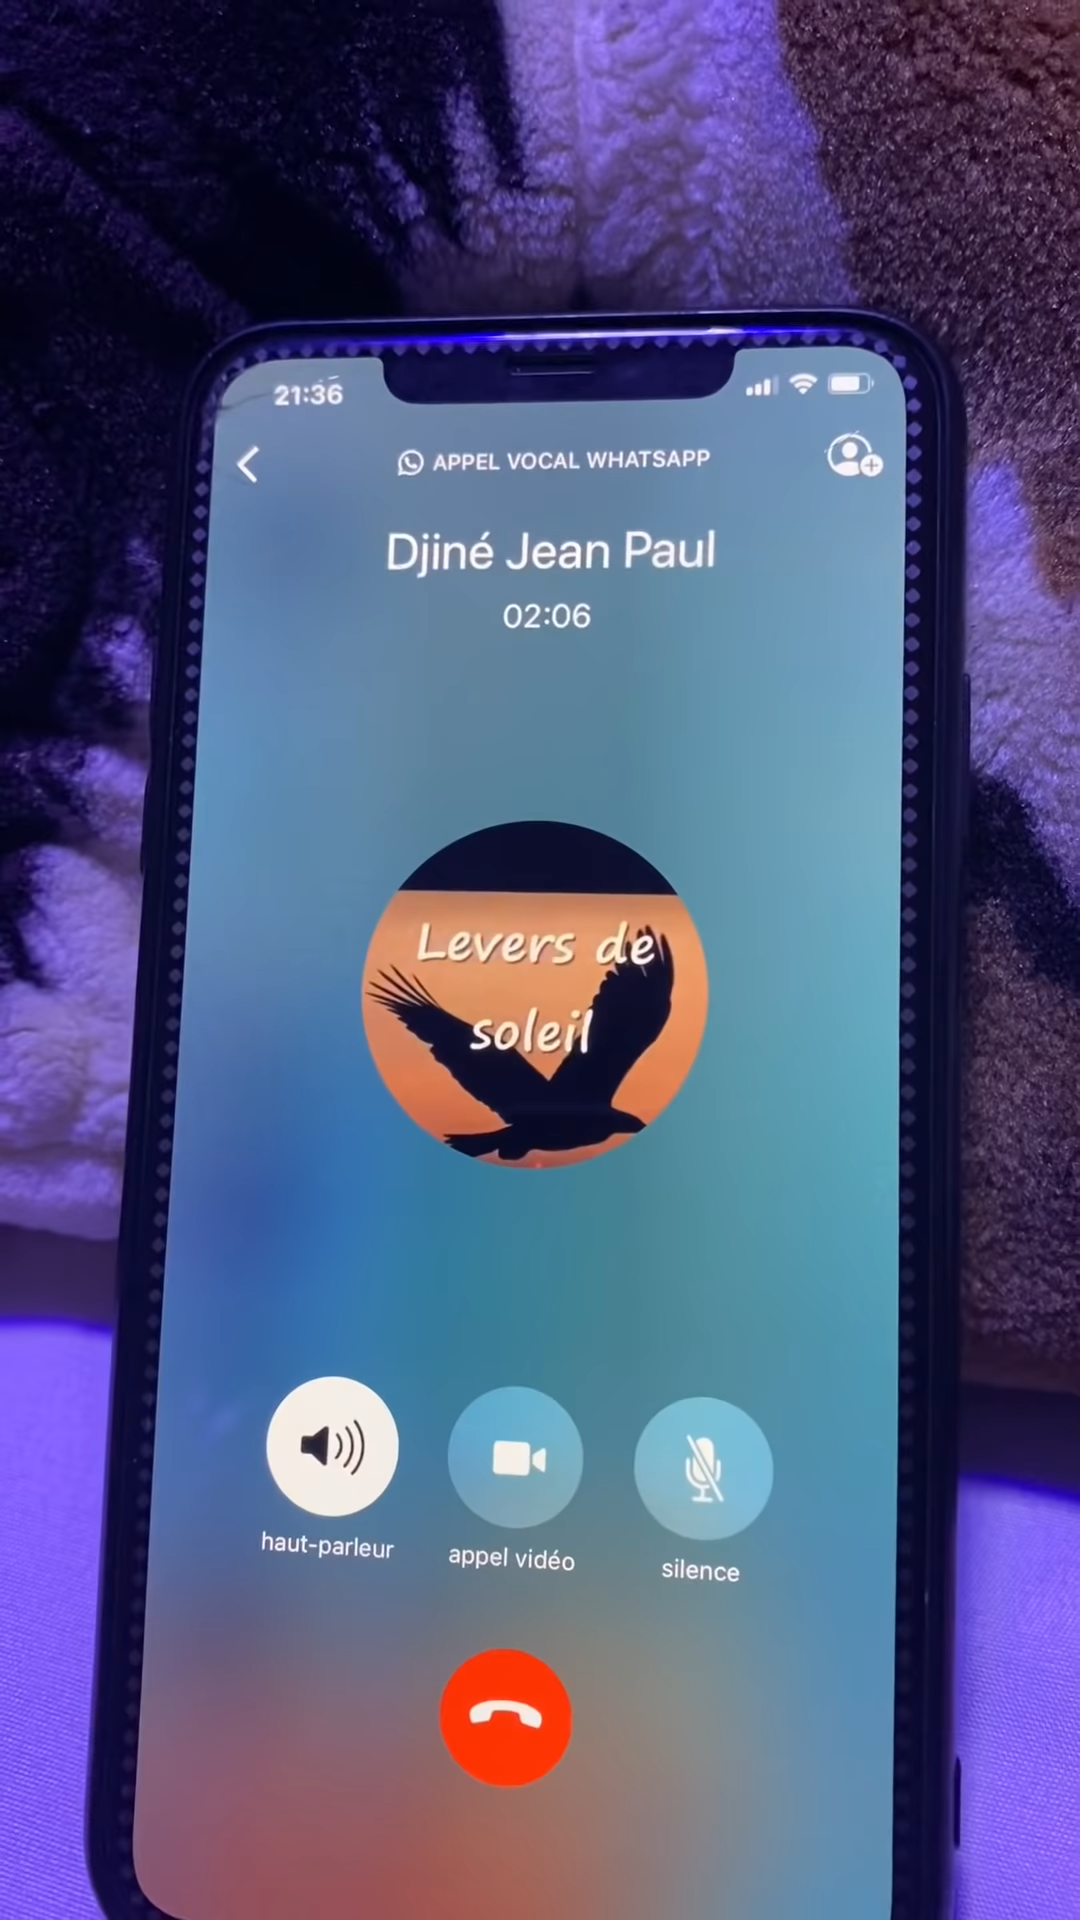 21:36
APPEL VOCAL WHATSAPP
Djiné Jean Paul
02:06
Levers de
soleil
haut-parleur
appel vidéo
silence